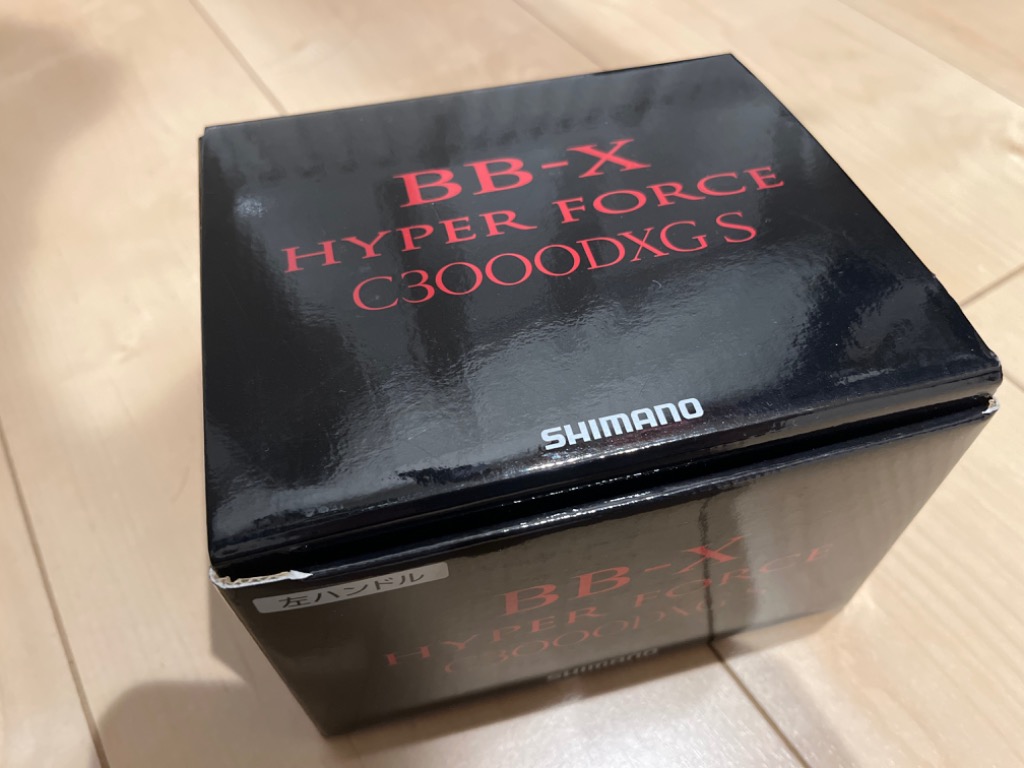 BB-X
HYPER FORCE
C3000DXG S
SHIMANO
左ハンドル
BB-X
HYPER FORCE
C3000DXG S
SHIMANO